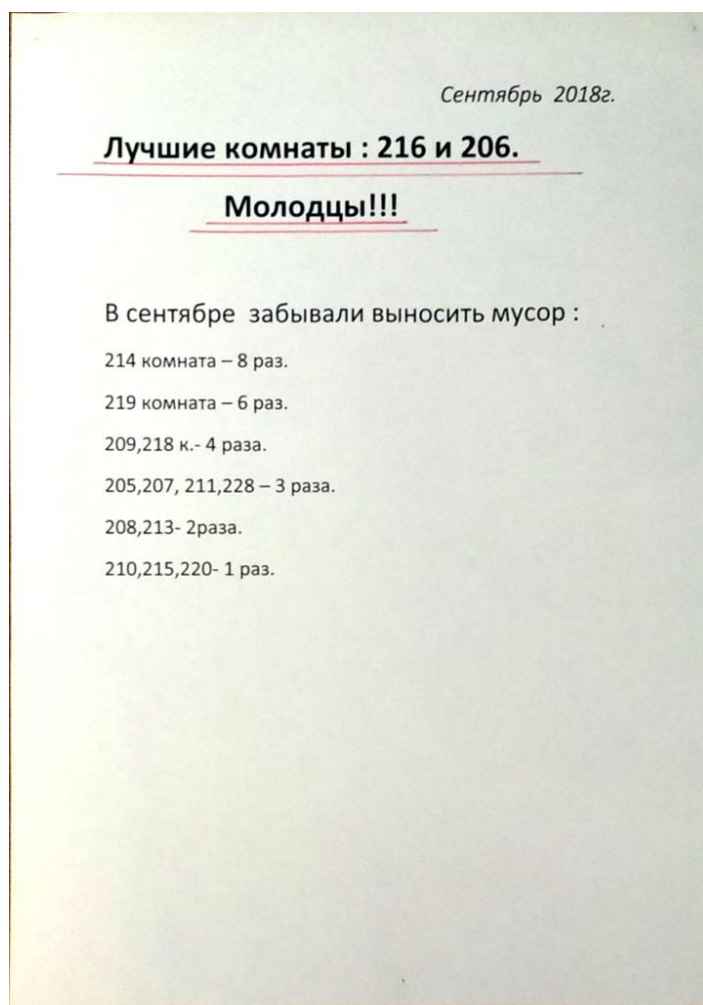 Сентябрь 2018г.
Лучшие комнаты : 216 и 206.
Молодцы!!!
В сентябре забывали выносить мусор :
214 комната – 8 раз.
219 комната – 6 раз.
209,218 к.- 4 раза.
205,207, 211,228 – 3 раза.
208,213- 2раза.
210,215,220- 1 раз.